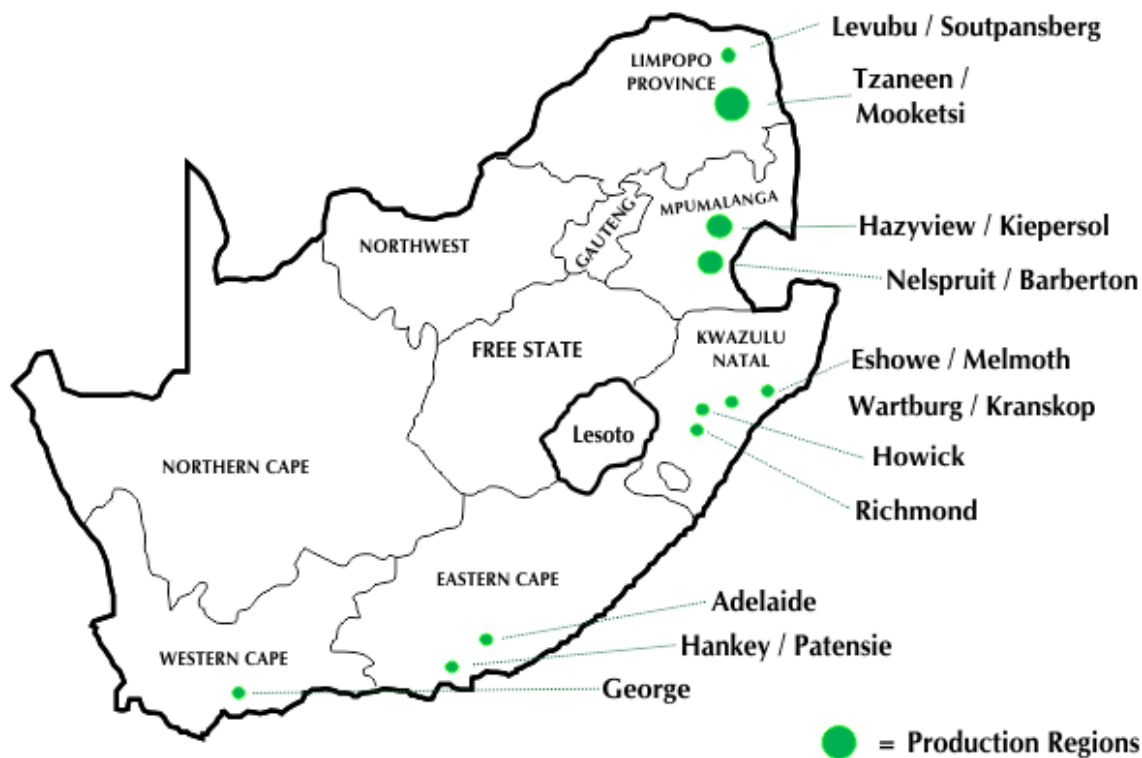 Levubu / Soutpansberg
LIMPOPO
PROVINCE
Tzaneen /
Mooketsi
MPUMALANGA
GAUTENG
NORTHWEST
Hazyview / Kiepersol
Nelspruit / Barberton
KWAZULU
NATAL
FREE STATE
Eshowe / Melmoth
Wartburg / Kranskop
Lesoto
Howick
NORTHERN CAPE
Richmond
EASTERN CAPE
Adelaide
Hankey / Patensie
WESTERN CAPE
George
= Production Regions